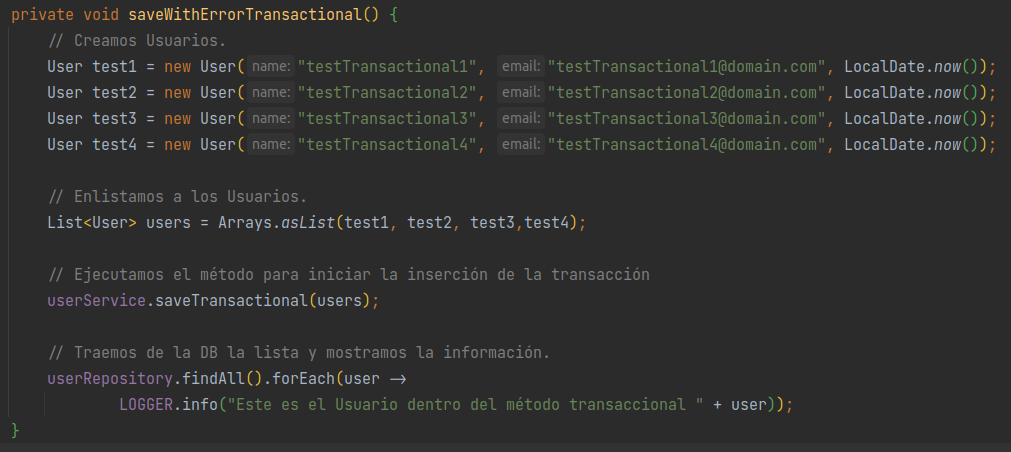 private void saveWithErrorTransactional() {
// Creamos Usuarios.
User test1 = new User( name: "testTransactional1", email: "testTransactional1@domain.com", LocalDate.now());
User test2 = new User( name: "testTransactional2", email: "testTransactional2@domain.com", LocalDate.now());
User test3 = new User( name: "testTransactional3", email: "testTransactional3@domain.com", LocalDate.now());
User test4 = new User( name: "testTransactional4", email: "testTransactional4@domain.com", LocalDate.now());
// Enlistamos a los Usuarios.
List<User> users = Arrays.asList(test1, test2, test3,test4);
// Ejecutamos el método para iniciar la inserción de la transacción
userService.saveTransactional(users);
// Traemos de la DB la lista y mostramos la información.
userRepository.findAll().forEach(user ->
LOGGER.info("Este es el Usuario dentro del método transaccional " + user));
}